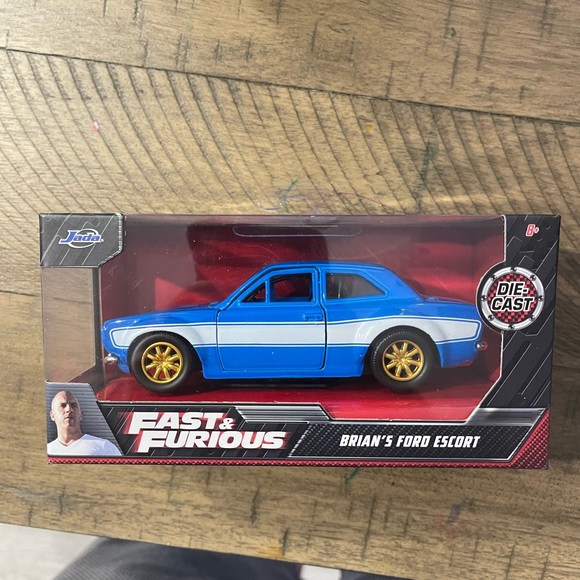 Jada
8+
DIE-
CAST
FAST &
FURIOUS
BRIAN'S FORD ESCORT